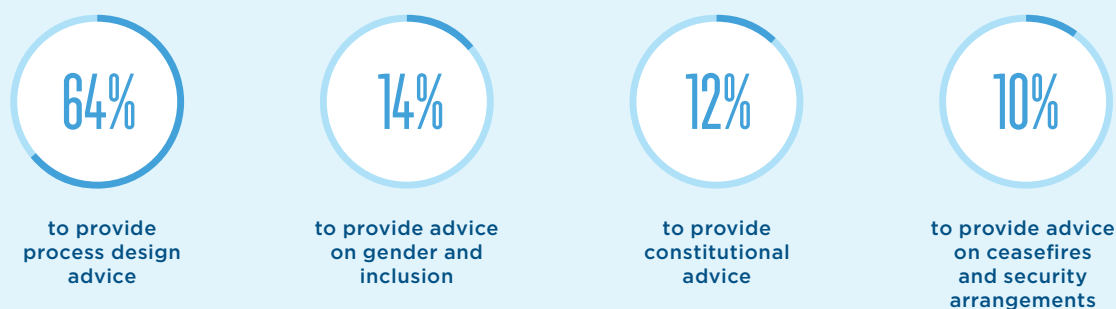 64%
to provide
process design
advice
14%
to provide advice
on gender and
inclusion
12%
to provide
constitutional
advice
10%
to provide advice
on ceasefires
and security
arrangements